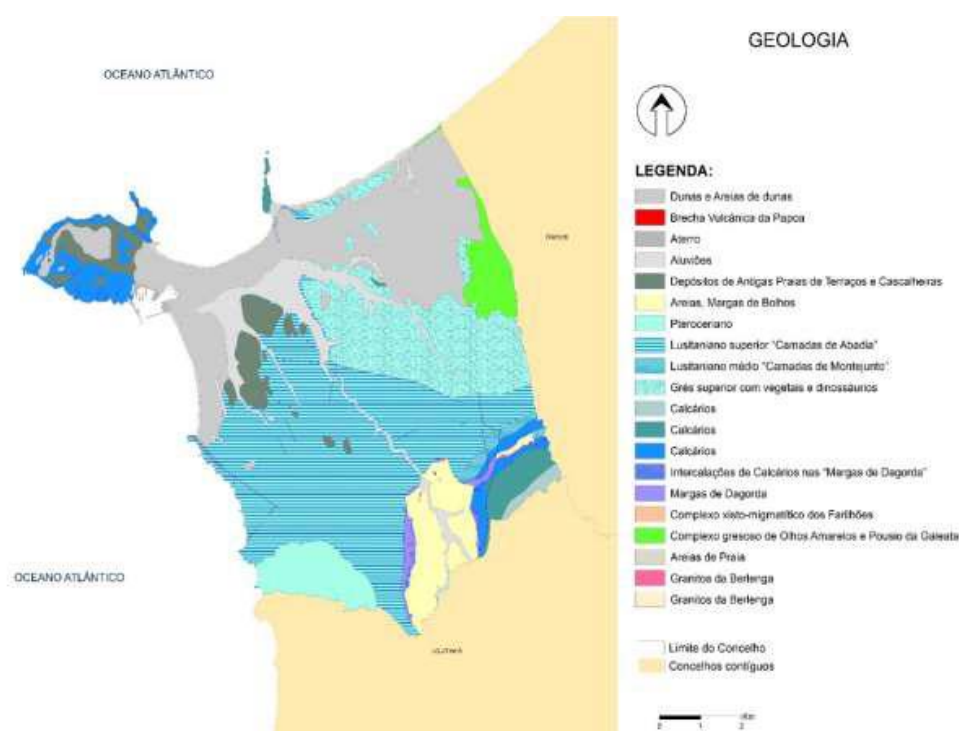 GEOLOGIA
OCEANO ATLÂNTICO
LEGENDA:
Dunas e Areias de dunas
Brecha Vulcânica da Papoa
Aterro
Aluviões
Depósitos de Antigas Praias de Terraços e Cascalheiras
Areias, Margas de Bolhos
Pteroceriano
Lusitaniano superior "Camadas de Abadia"
Lusitaniano médio "Camadas de Montejunto"
Grés superior com vegetais e dinossáurios
Calcários
Calcários
Calcários
Intercalações de Calcários nas "Margas de Dagorda"
Margas de Dagorda
Complexo xisto-migmatítico dos Farilhões
Complexo gresoso de Olhos Amarelos e Pousio da Galeata
Areias de Praia
Granitos da Berlenga
Granitos da Berlenga
OCEANO ATLÂNTICO
Limite do Concelho
Concelhos contíguos
0 1 2